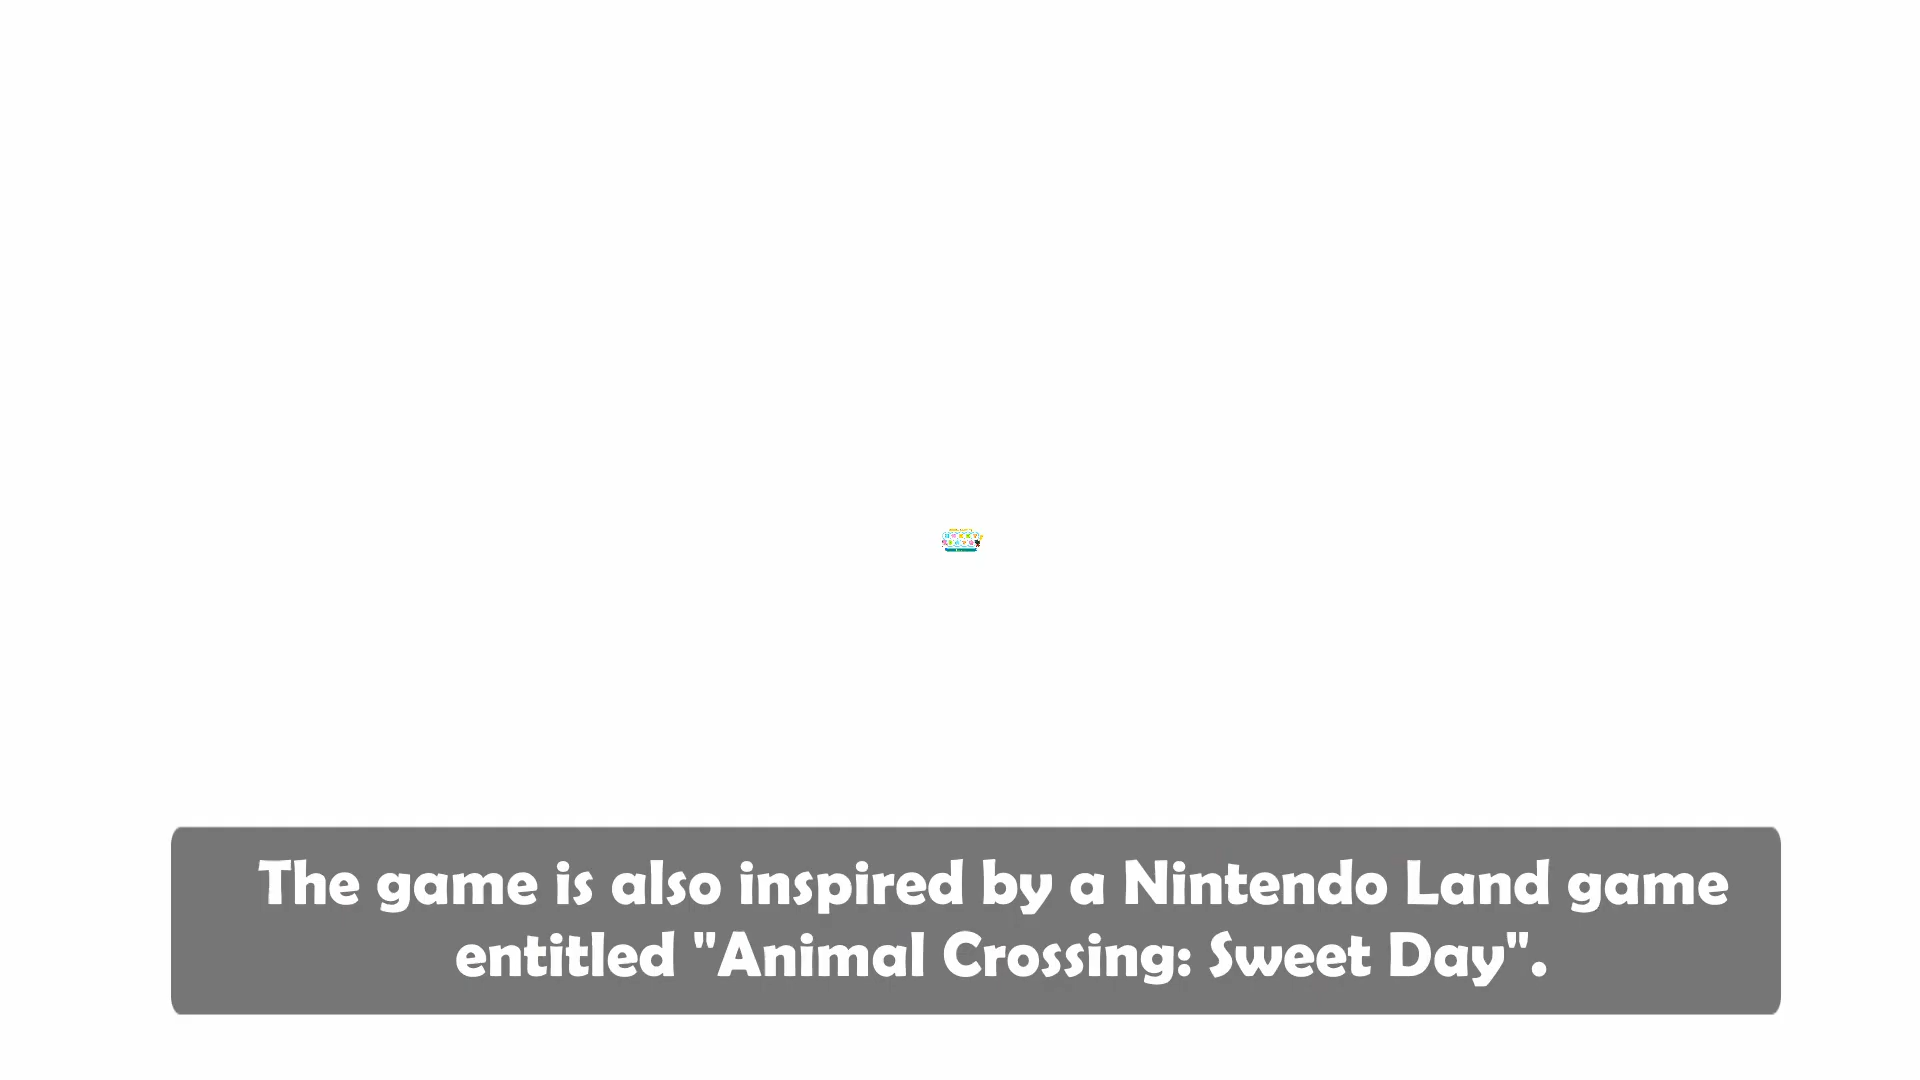 The game is also inspired by a Nintendo Land game
entitled "Animal Crossing: Sweet Day".